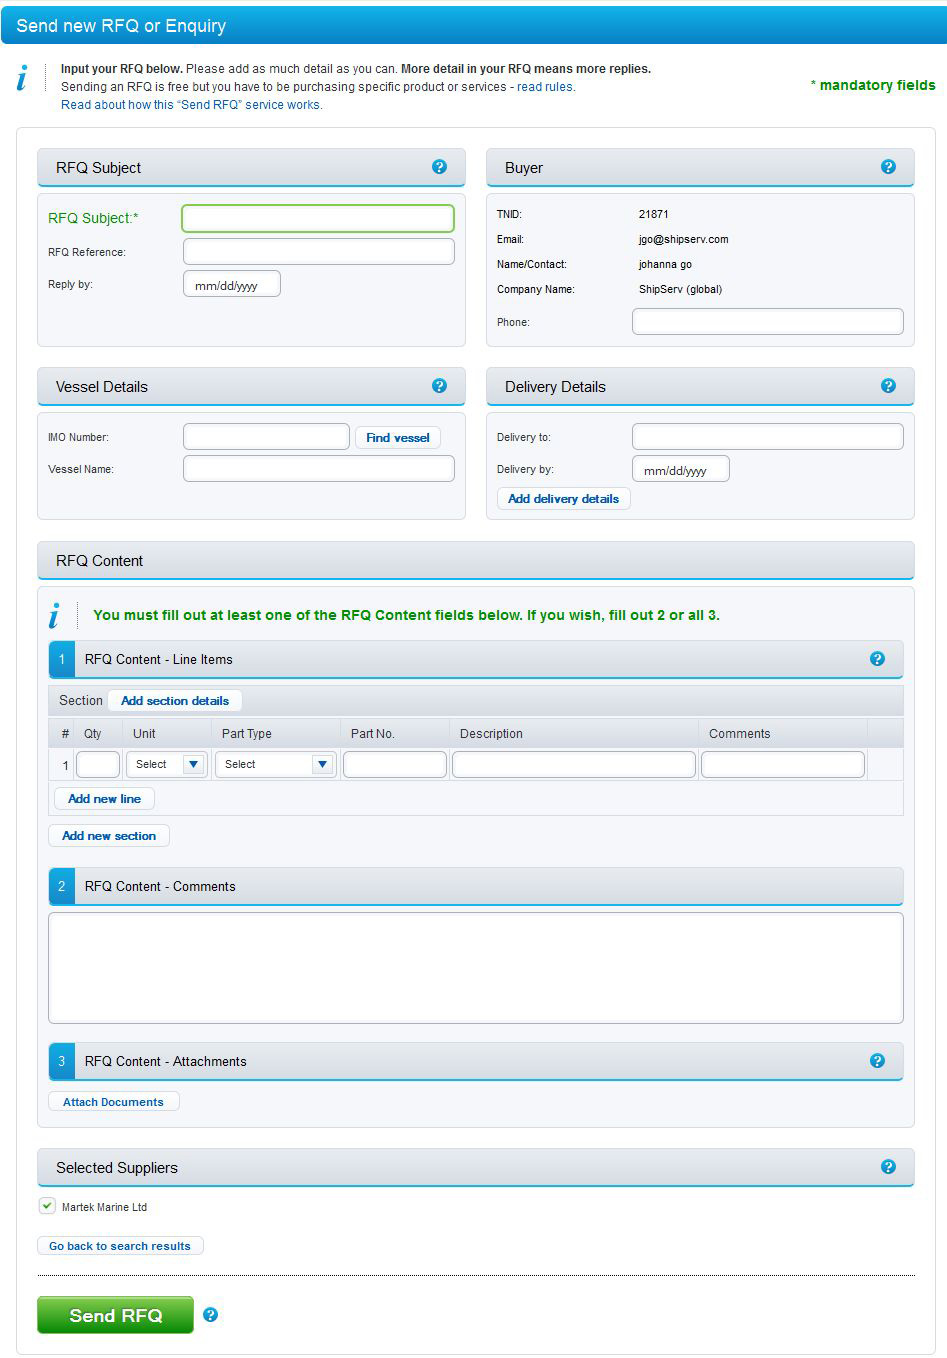 Send new RFQ or Enquiry
i
Input your RFQ below. Please add as much detail as you can. More detail in your RFQ means more replies.
Sending an RFQ is free but you have to be purchasing specific product or services - read rules.
Read about how this "Send RFQ" service works.
* mandatory fields
RFQ Subject ?
RFQ Subject:*
RFQ Reference:
Reply by: mm/dd/yyyy
Buyer ?
TNID: 21871
Email: jgo@shipserv.com
Name/Contact: johanna go
Company Name: ShipServ (global)
Phone:
Vessel Details ?
IMO Number: Find vessel
Vessel Name:
Delivery Details ?
Delivery to:
Delivery by: mm/dd/yyyy
Add delivery details
RFQ Content
i You must fill out at least one of the RFQ Content fields below. If you wish, fill out 2 or all 3.
1 RFQ Content - Line Items ?
Section Add section details
# Qty Unit Part Type Part No. Description Comments
1 Select Select
Add new line
Add new section
2 RFQ Content - Comments
3 RFQ Content - Attachments ?
Attach Documents
Selected Suppliers ?
Martek Marine Ltd
Go back to search results
Send RFQ ?